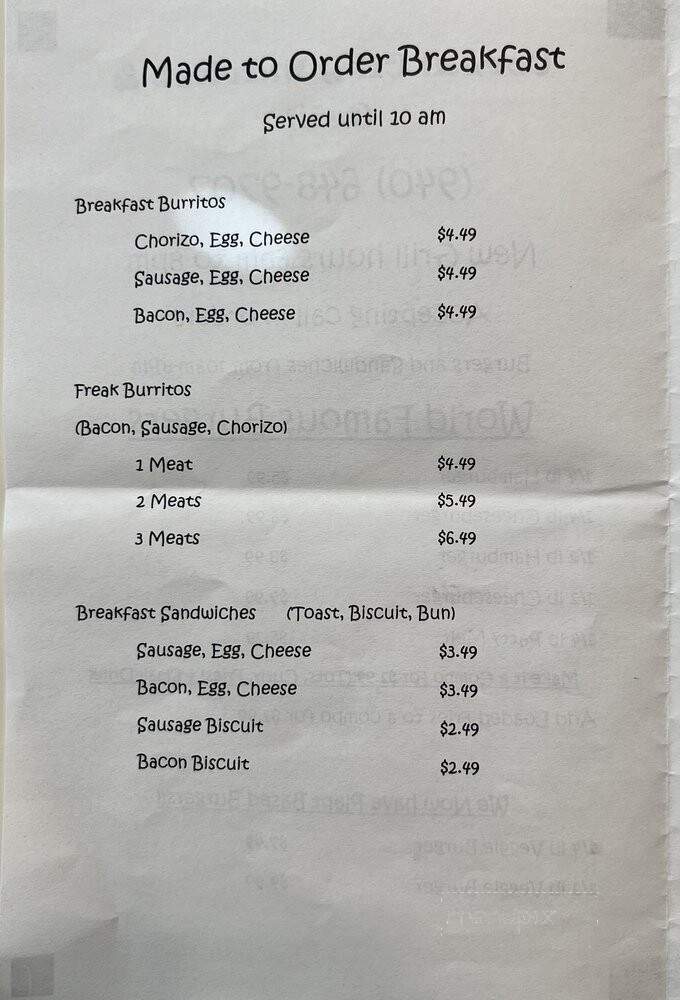 Made to Order Breakfast
Served until 10 am
Breakfast Burritos
Chorizo, Egg, Cheese $4.49
Sausage, Egg, Cheese $4.49
Bacon, Egg, Cheese $4.49
Freak Burritos
(Bacon, Sausage, Chorizo)
1 Meat $4.49
2 Meats $5.49
3 Meats $6.49
Breakfast Sandwiches (Toast, Biscuit, Bun)
Sausage, Egg, Cheese $3.49
Bacon, Egg, Cheese $3.49
Sausage Biscuit $2.49
Bacon Biscuit $2.49